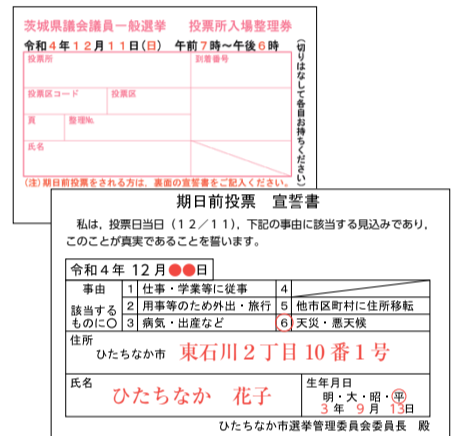 茨城県議会議員一般選挙　投票所入場整理券
令和4年12月11日(日)　午前7時～午後6時
投票所　到着番号
投票区コード　投票区
頁　整理No.
氏名
(注)期日前投票をされる方は、裏面の宣誓書をご記入ください。
(切りはなして各自お持ちください)
期日前投票　宣誓書
私は，投票日当日（12／11），下記の事由に該当する見込みであり，
このことが真実であることを誓います。
令和4年 12月●●日
事由
該当する
ものに〇
1 仕事・学業等に従事　4
2 用事等のため外出・旅行　5 他市区町村に住所移転
3 病気・出産など　6 天災・悪天候
住所
ひたちなか市　東石川2丁目10番1号
氏名
ひたちなか　花子
生年月日
明・大・昭・平
3年 9月 13日
ひたちなか市選挙管理委員会委員長　殿